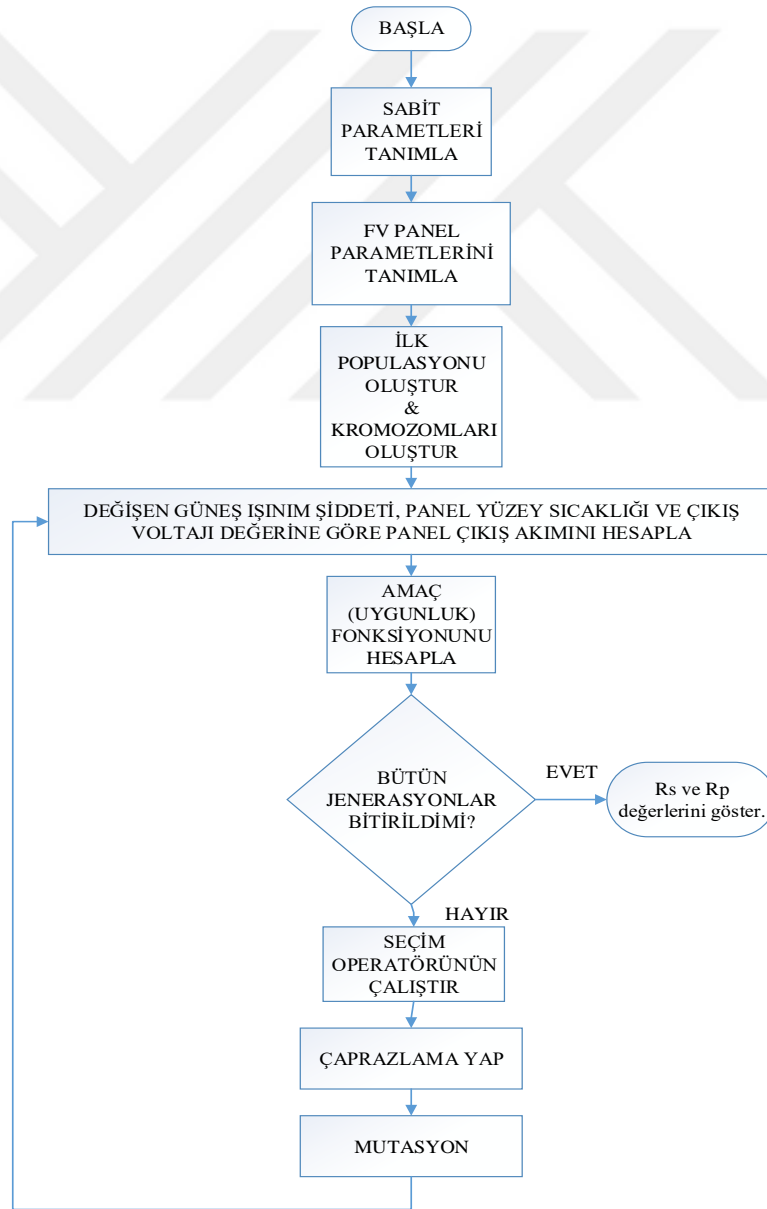 BAŞLA
SABİT
PARAMETLERİ
TANIMLA
FV PANEL
PARAMETLERİNİ
TANIMLA
İLK
POPULASYONU
OLUŞTUR
&
KROMOZOMLARI
OLUŞTUR
DEĞİŞEN GÜNEŞ IŞINIM ŞİDDETİ, PANEL YÜZEY SICAKLIĞI VE ÇIKIŞ
VOLTAJI DEĞERİNE GÖRE PANEL ÇIKIŞ AKIMINI HESAPLA
AMAÇ
(UYGUNLUK)
FONKSİYONUNU
HESAPLA
BÜTÜN
JENERASYONLAR
BİTİRİLDİMİ?
EVET
Rs ve Rp
değerlerini göster.
HAYIR
SEÇİM
OPERATÖRÜNÜN
ÇALIŞTIR
ÇAPRAZLAMA YAP
MUTASYON